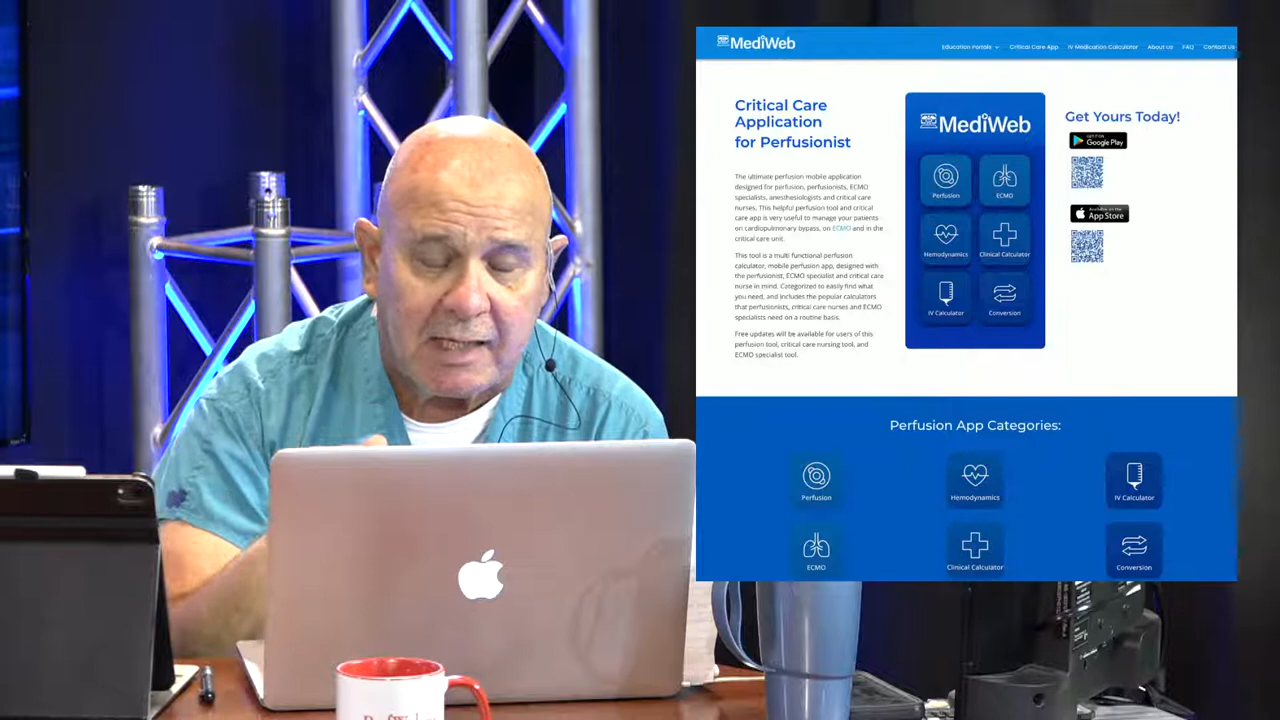 MediWeb
Education Portals
Critical Care App
IV Medication Calculator
About Us
FAQ
Contact Us
Critical Care
Application
for Perfusionist
The ultimate perfusion mobile application
designed for perfusion, perfusionists, ECMO
specialists, anesthesiologists and critical care
nurses. This helpful perfusion tool and critical
care app is very useful to manage your patients
on cardiopulmonary bypass, on ECMO and in the
critical care unit.
This tool is a multi functional perfusion
calculator, mobile perfusion app, designed with
the perfusionist, ECMO specialist and critical care
nurse in mind. Categorized to easily find what
you need, and includes the popular calculators
that perfusionists, critical care nurses and ECMO
specialists need on a routine basis.
Free updates will be available for users of this
perfusion tool, critical care nursing tool, and
ECMO specialist tool.
MediWeb
Perfusion
ECMO
Hemodynamics
Clinical Calculator
IV Calculator
Conversion
Get Yours Today!
GET IT ON
Google Play
Available on the
App Store
Perfusion App Categories:
Perfusion
Hemodynamics
IV Calculator
ECMO
Clinical Calculator
Conversion